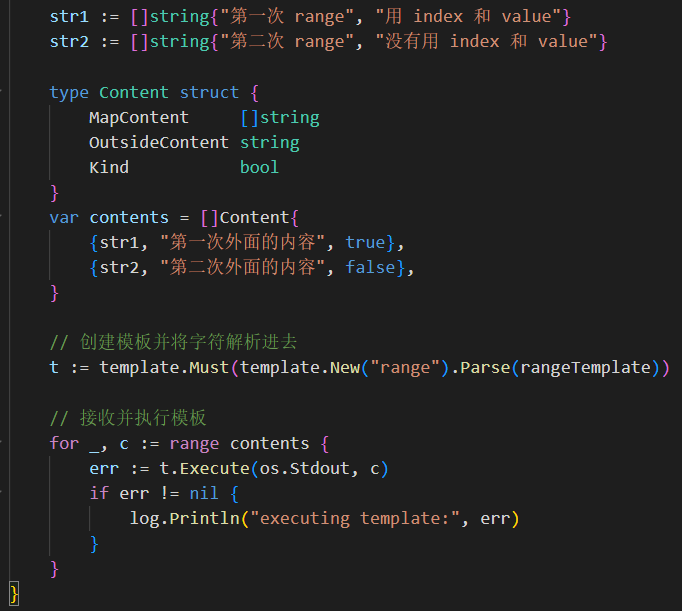 str1 := []string{"第一次 range", "用 index 和 value"}
str2 := []string{"第二次 range", "没有用 index 和 value"}
type Content struct {
MapContent     []string
OutsideContent string
Kind           bool
}
var contents = []Content{
{str1, "第一次外面的内容", true},
{str2, "第二次外面的内容", false},
}
// 创建模板并将字符解析进去
t := template.Must(template.New("range").Parse(rangeTemplate))
// 接收并执行模板
for _, c := range contents {
err := t.Execute(os.Stdout, c)
if err != nil {
log.Println("executing template:", err)
}
}
}